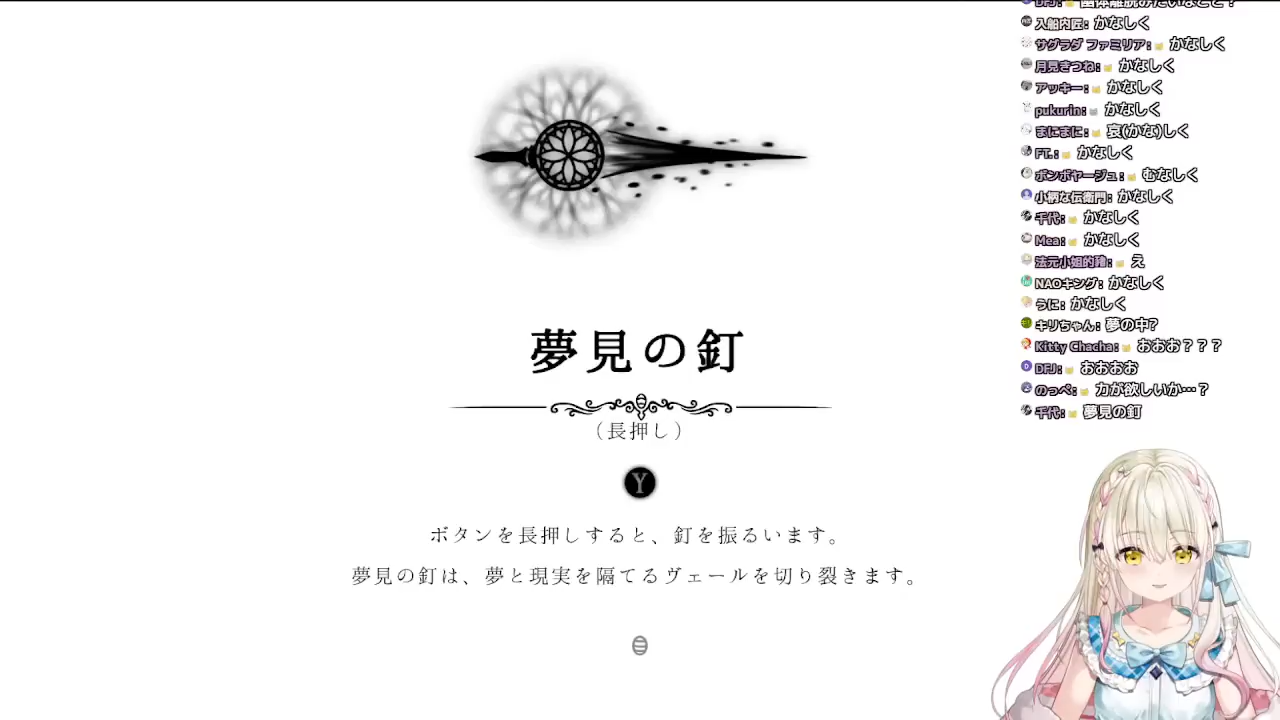 夢見の釘
（長押し）
Y
ボタンを長押しすると、釘を振るいます。
夢見の釘は、夢と現実を隔てるヴェールを切り裂きます。
入船内匠: かなしく
サグラダ ファミリア: かなしく
月見きつね: かなしく
アッキー: かなしく
pukurin: かなしく
まにまに: 哀(かな)しく
FT.: かなしく
ボンボヤージュ: むなしく
小柄な伝衛門: かなしく
千代: かなしく
Mea: かなしく
法元小姐的鐘: え
NAOキング: かなしく
うに: かなしく
キリちゃん: 夢の中?
Kitty Chacha: おおお？？？
DFJ: おおおお
のっぺ: 力が欲しいか…？
千代: 夢見の釘